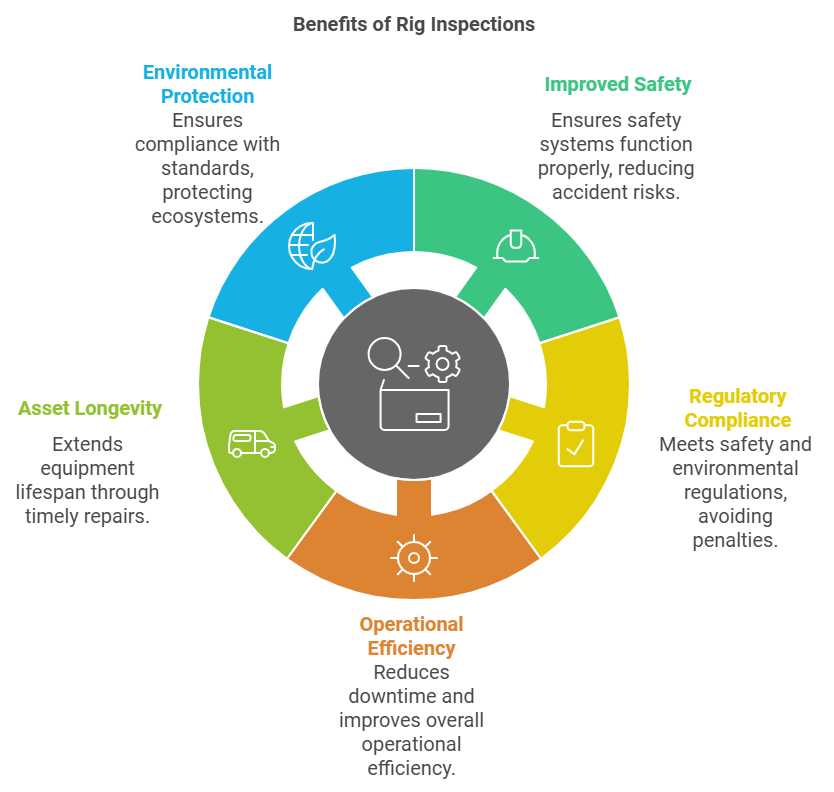 Benefits of Rig Inspections
Environmental
Protection
Ensures
compliance with
standards,
protecting
ecosystems.
Improved Safety
Ensures safety
systems function
properly, reducing
accident risks.
Asset Longevity
Extends
equipment
lifespan through
timely repairs.
Regulatory
Compliance
Meets safety and
environmental
regulations,
avoiding
penalties.
Operational
Efficiency
Reduces
downtime and
improves overall
operational
efficiency.